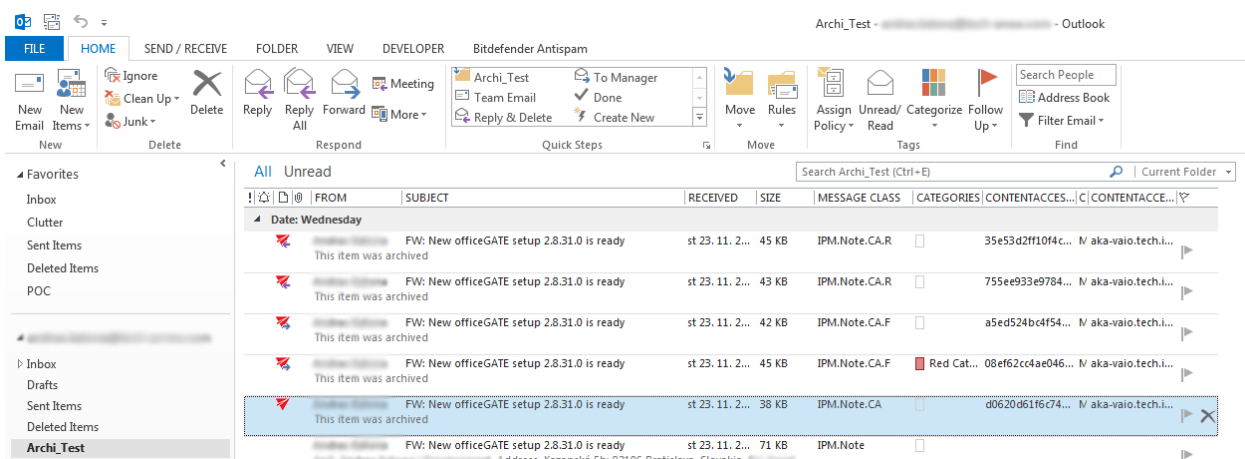 Archi_Test - - Outlook
FILE HOME SEND / RECEIVE FOLDER VIEW DEVELOPER Bitdefender Antispam
New Email
New Items
Ignore
Clean Up
Junk
Delete
Reply
Reply All
Forward
Meeting
More
Archi_Test
Team Email
Reply & Delete
To Manager
Done
Create New
Move
Rules
Assign Policy
Unread/ Read
Categorize
Follow Up
Search People
Address Book
Filter Email
New Delete Respond Quick Steps Move Tags Find
Favorites
Inbox
Clutter
Sent Items
Deleted Items
POC
Inbox
Drafts
Sent Items
Deleted Items
Archi_Test
All Unread
Search Archi_Test (Ctrl+E) Current Folder
! FROM SUBJECT RECEIVED SIZE MESSAGE CLASS CATEGORIES CONTENTACCES... C CONTENTACCE...
Date: Wednesday
FW: New officeGATE setup 2.8.31.0 is ready st 23. 11. 2... 45 KB IPM.Note.CA.R 35e53d2ff10f4c... M aka-vaio.tech.i...
This item was archived
FW: New officeGATE setup 2.8.31.0 is ready st 23. 11. 2... 43 KB IPM.Note.CA.R 755ee933e9784... M aka-vaio.tech.i...
This item was archived
FW: New officeGATE setup 2.8.31.0 is ready st 23. 11. 2... 42 KB IPM.Note.CA.F a5ed524bc4f54... M aka-vaio.tech.i...
This item was archived
FW: New officeGATE setup 2.8.31.0 is ready st 23. 11. 2... 45 KB IPM.Note.CA.F Red Cat... 08ef62cc4ae046... M aka-vaio.tech.i...
This item was archived
FW: New officeGATE setup 2.8.31.0 is ready st 23. 11. 2... 38 KB IPM.Note.CA d0620d61f6c74... M aka-vaio.tech.i...
This item was archived
FW: New officeGATE setup 2.8.31.0 is ready st 23. 11. 2... 71 KB IPM.Note